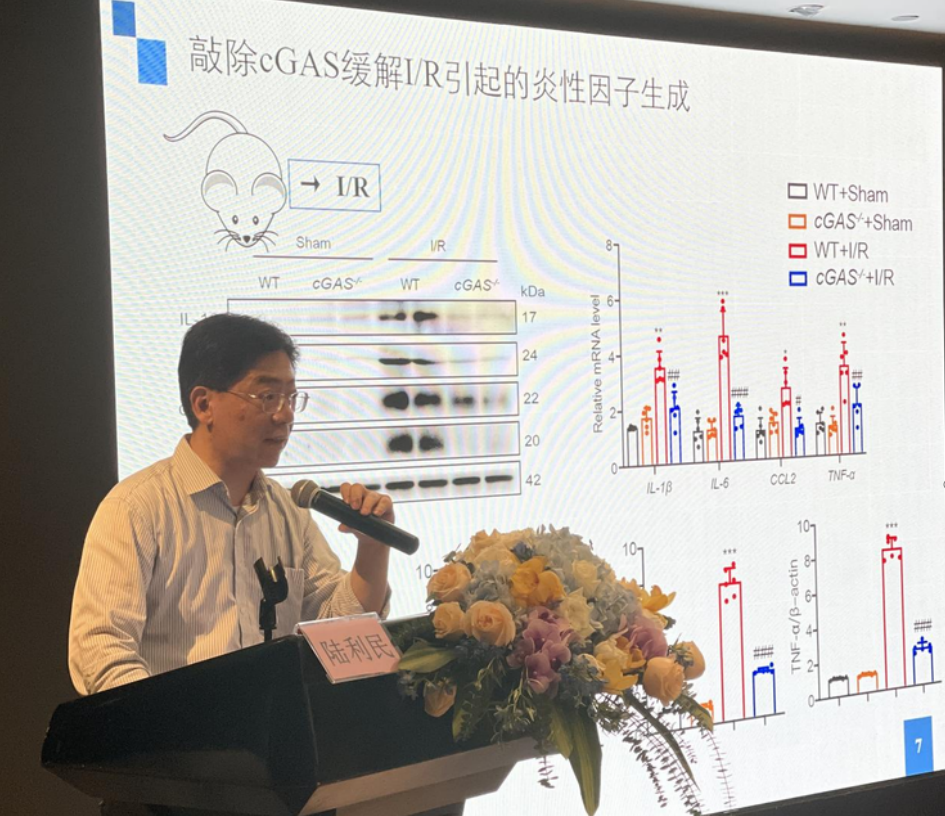 敲除cGAS缓解I/R引起的炎性因子生成
→ I/R
WT+Sham
cGAS-/-+Sham
WT+I/R
cGAS-/-+I/R
Sham
I/R
WT
cGAS-/-
WT
cGAS-/-
kDa
17
24
22
20
42
Relative mRNA level
8
6
4
2
0
**
##
***
###
*
#
**
##
IL-1β
IL-6
CCL2
TNF-α
10
10
***
###
TNF-α/β-actin
10
8
6
4
2
0
***
###
陆利民
7